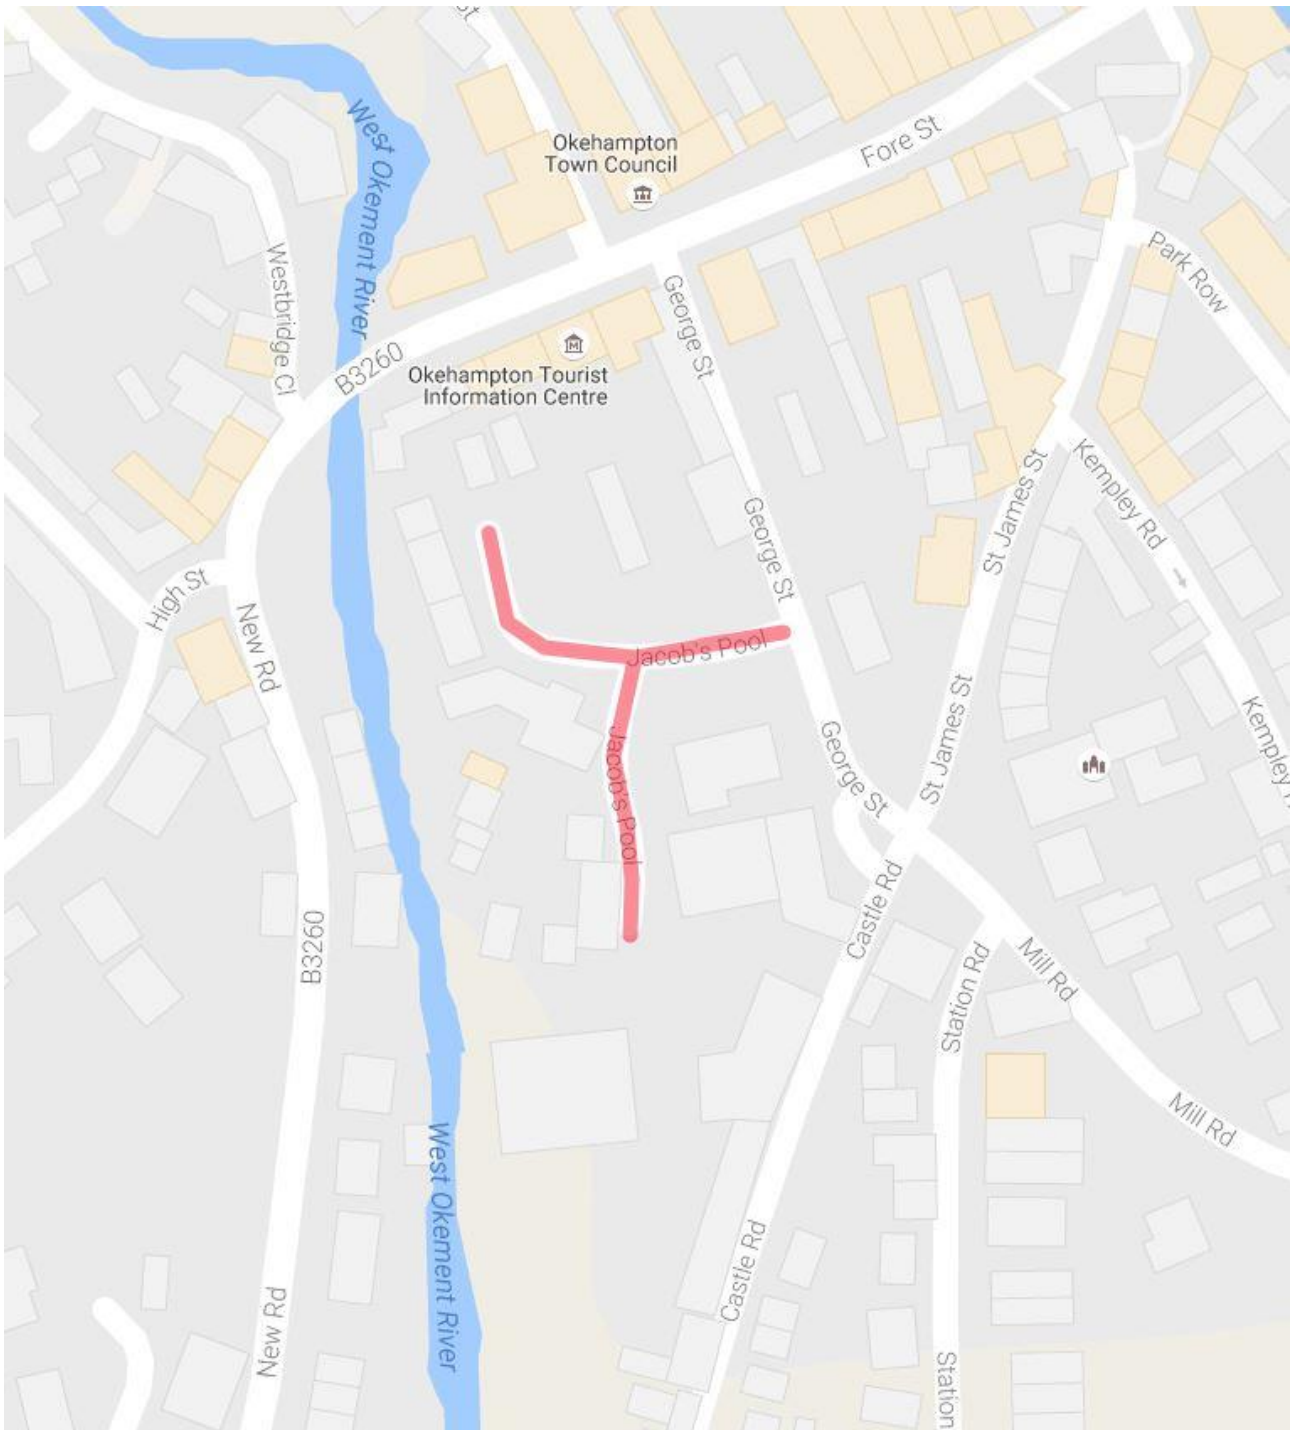 St
West Okement River
Okehampton
Town Council
Fore St
Westbridge Cl
Park Row
George St
B3260
Okehampton Tourist
Information Centre
Kempley Rd
St James St
George St
High St
New Rd
Jacob's Pool
St James St
Kempley
George St
Jacob's Pool
Castle Rd
B3260
Station Rd
Mill Rd
Mill Rd
West Okement River
Castle Rd
New Rd
Station